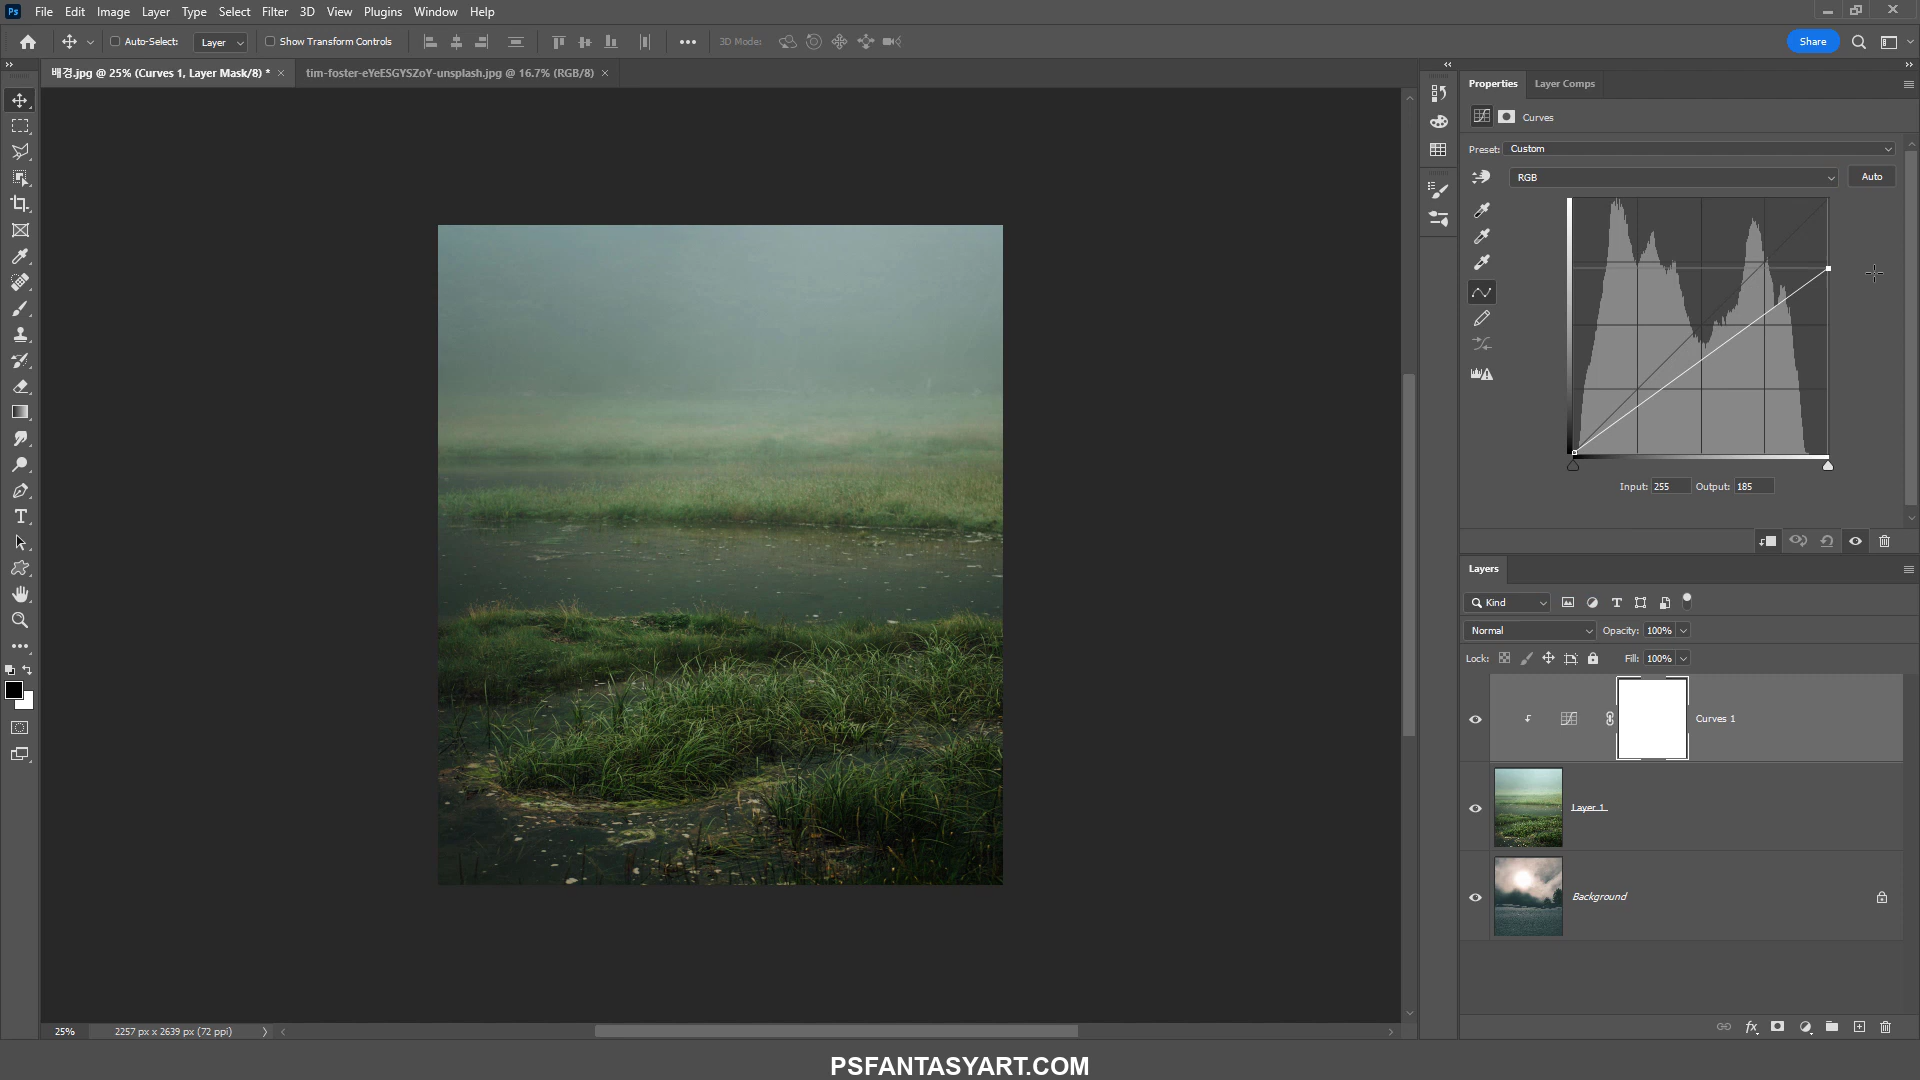 Ps File Edit Image Layer Type Select Filter 3D View Plugins Window Help
Auto-Select: Layer Show Transform Controls 3D Mode: Share
배경.jpg @ 25% (Curves 1, Layer Mask/8) * tim-foster-eYeESGYSZoY-unsplash.jpg @ 16.7% (RGB/8)
Properties Layer Comps
Curves
Preset: Custom
RGB Auto
Input: 255 Output: 185
Layers
Kind
Normal Opacity: 100%
Lock: Fill: 100%
Curves 1
Layer 1
Background
25% 2257 px x 2639 px (72 ppi)
PSFANTASYART.COM